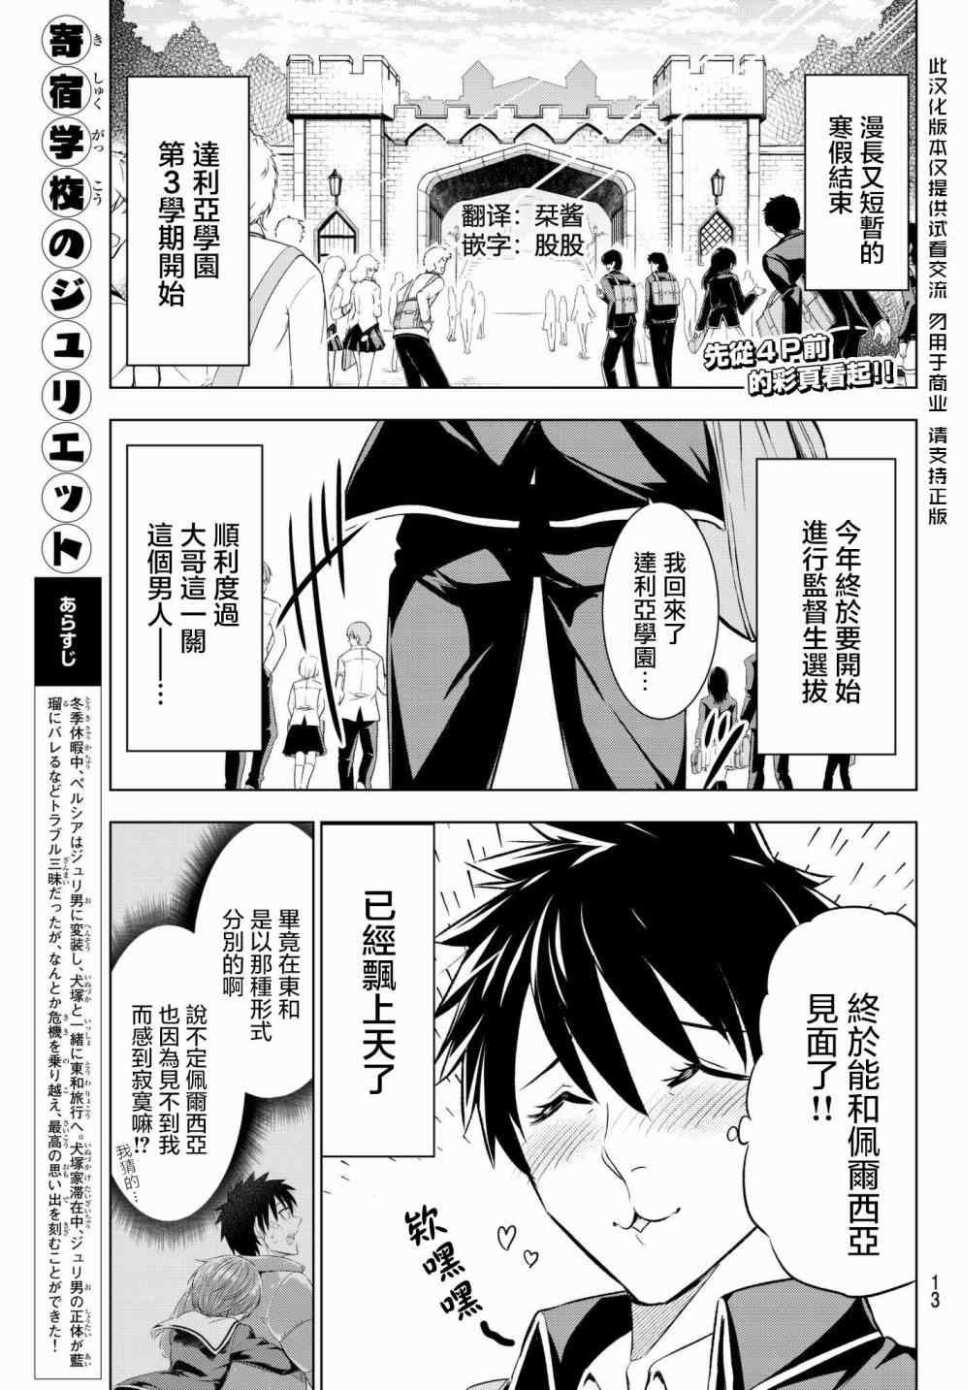 此汉化版本仅提供试看交流 勿用于商业 请支持正版
漫長又短暫的
寒假結束
翻译：栞酱
嵌字：股股
達利亞學園
第3學期開始
先從4P前
的彩頁看起!!
今年終於要開始
進行監督生選拔
我回來了
達利亞學園…
順利度過
大哥這一關
這個男人——…
終於能和佩爾西亞
見面了!!
已經飄上天了
欸嘿嘿
畢竟在東和
是以那種形式
分別的啊
說不定佩爾西亞
也因為見不到我
而感到寂寞嘛!?
我猜的…
13
寄宿学校のジュリエット
き しゅく がっ こう
あらすじ
冬季休暇中、ペルシアはジュリ男に変装し、犬塚と一緒に東和旅行へ。犬塚家滞在中、ジュリ男の正体が藍
瑠にバレるなどトラブル三昧だったが、なんとか危機を乗り越え、最高の思い出を刻むことができた！